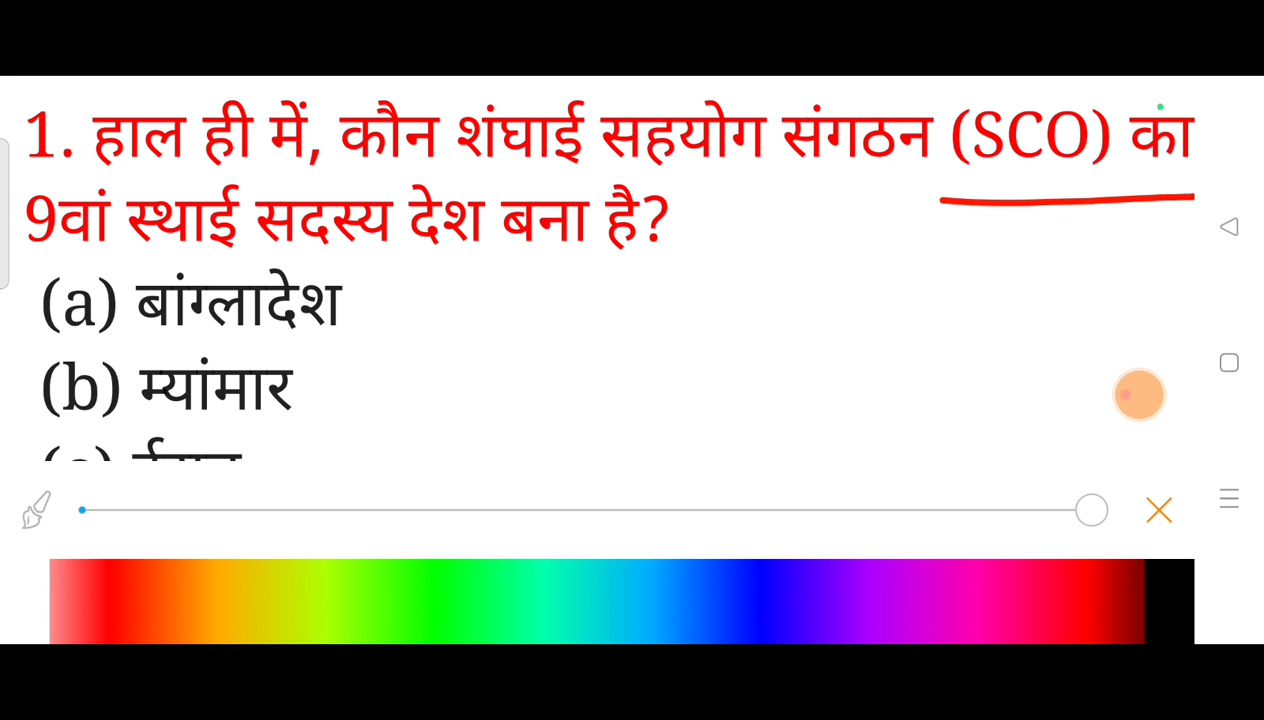 1. हाल ही में, कौन शंघाई सहयोग संगठन (SCO) का
9वां स्थाई सदस्य देश बना है?
(a) बांग्लादेश
(b) म्यांमार